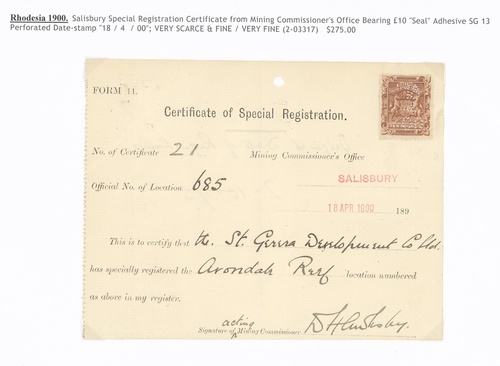 Rhodesia 1900. Salisbury Special Registration Certificate from Mining Commissioner's Office Bearing £10 "Seal" Adhesive SG 13
Perforated Date-stamp "18 / 4 / 00"; VERY SCARCE & FINE / VERY FINE (2-03317) $275.00
FORM 11.
Certificate of Special Registration.
No. of Certificate 21 Mining Commissioner's Office
Official No. of Location 685 SALISBURY
18 APR 1900 189
This is to certify that the St. Gerera Development Co Ltd.
has specially registered the Avondale Reef location numbered
as above in my register.
acting
Signature of Mining Commissioner